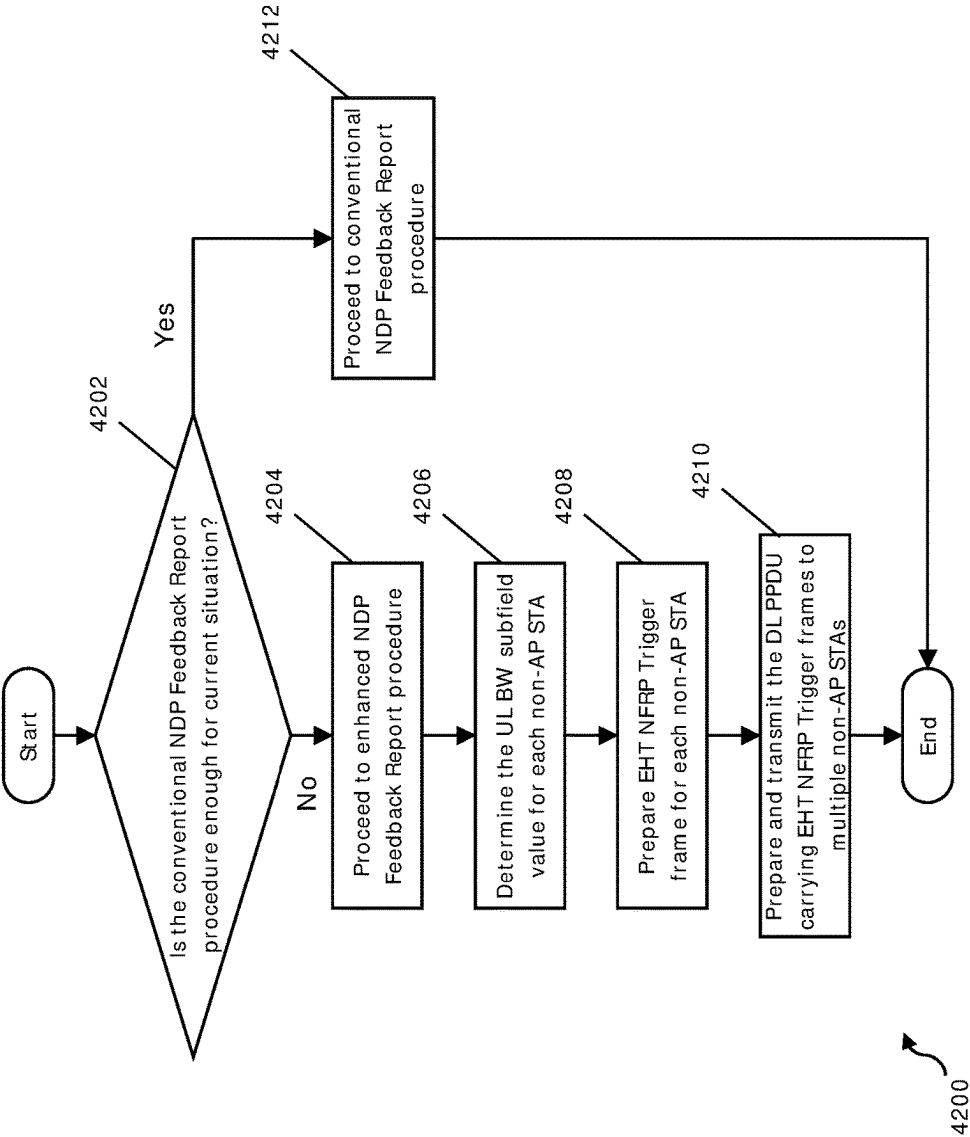 Start
4202
Is the conventional NDP Feedback Report
procedure enough for current situation?
Yes
No
4204
Proceed to enhanced NDP
Feedback Report procedure
4206
Determine the UL BW subfield
value for each non-AP STA
4208
Prepare EHT NFRP Trigger
frame for each non-AP STA
4210
Prepare and transmit the DL PPDU
carrying EHT NFRP Trigger frames to
multiple non-AP STAs
4212
Proceed to conventional
NDP Feedback Report
procedure
End
4200